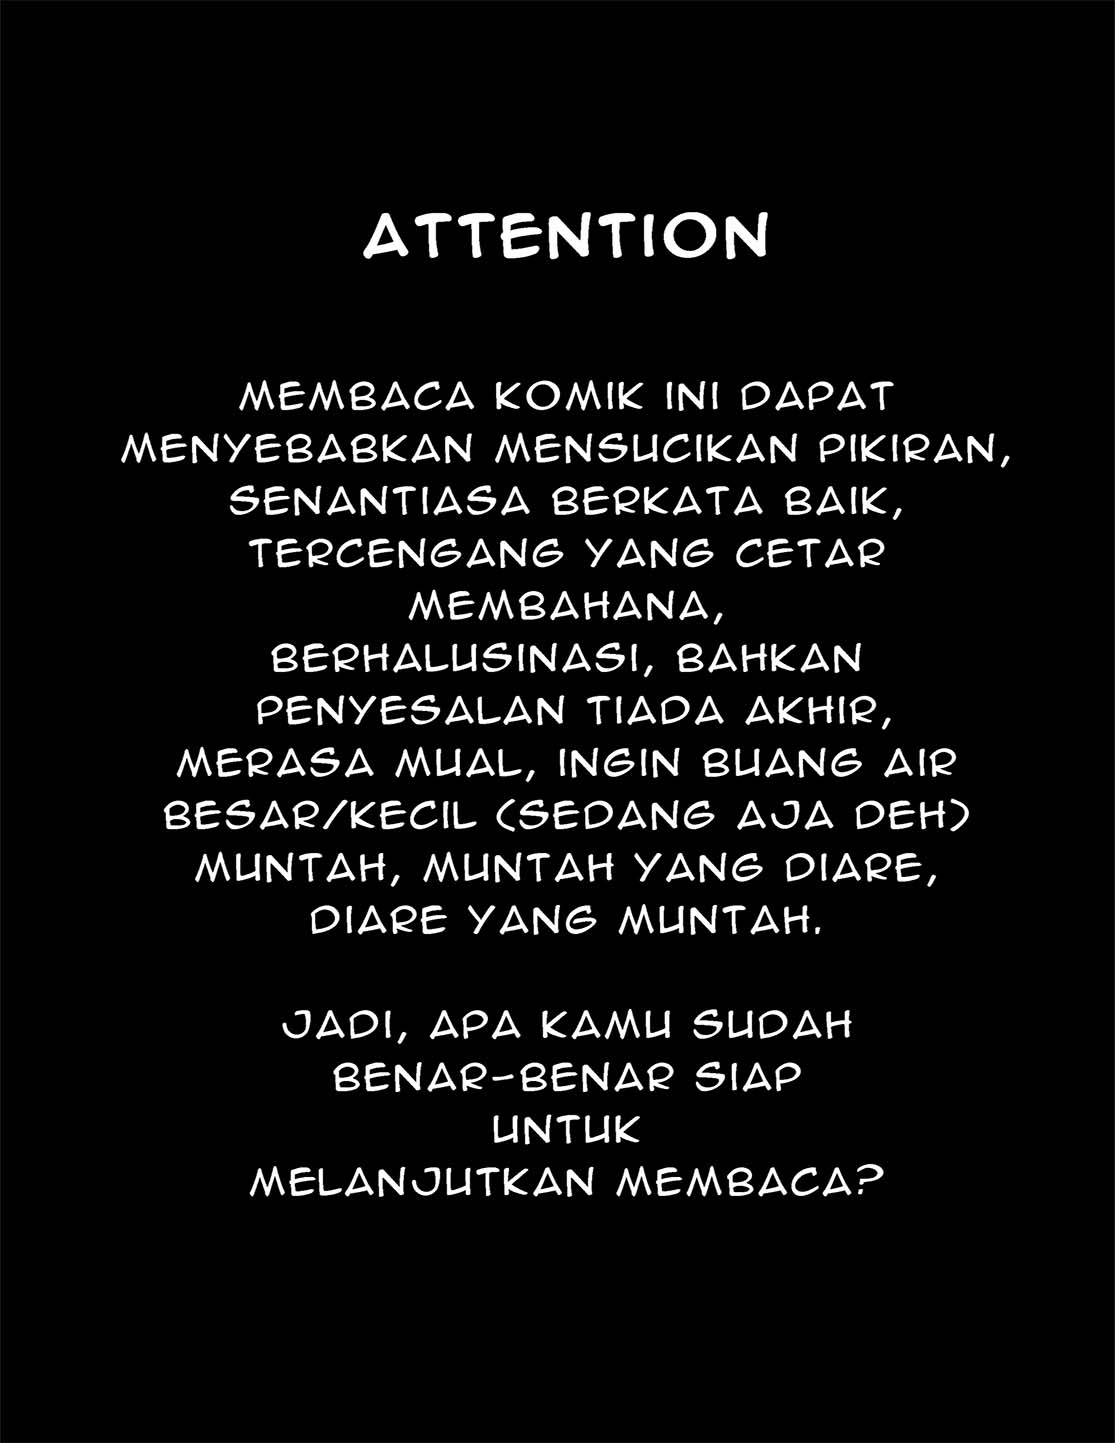 ATTENTION
MEMBACA KOMIK INI DAPAT
MENYEBABKAN MENSUCIKAN PIKIRAN,
SENANTIASA BERKATA BAIK,
TERCENGANG YANG CETAR
MEMBAHANA,
BERHALUSINASI, BAHKAN
PENYESALAN TIADA AKHIR,
MERASA MUAL, INGIN BUANG AIR
BESAR/KECIL (SEDANG AJA DEH)
MUNTAH, MUNTAH YANG DIARE,
DIARE YANG MUNTAH.
JADI, APA KAMU SUDAH
BENAR-BENAR SIAP
UNTUK
MELANJUTKAN MEMBACA?